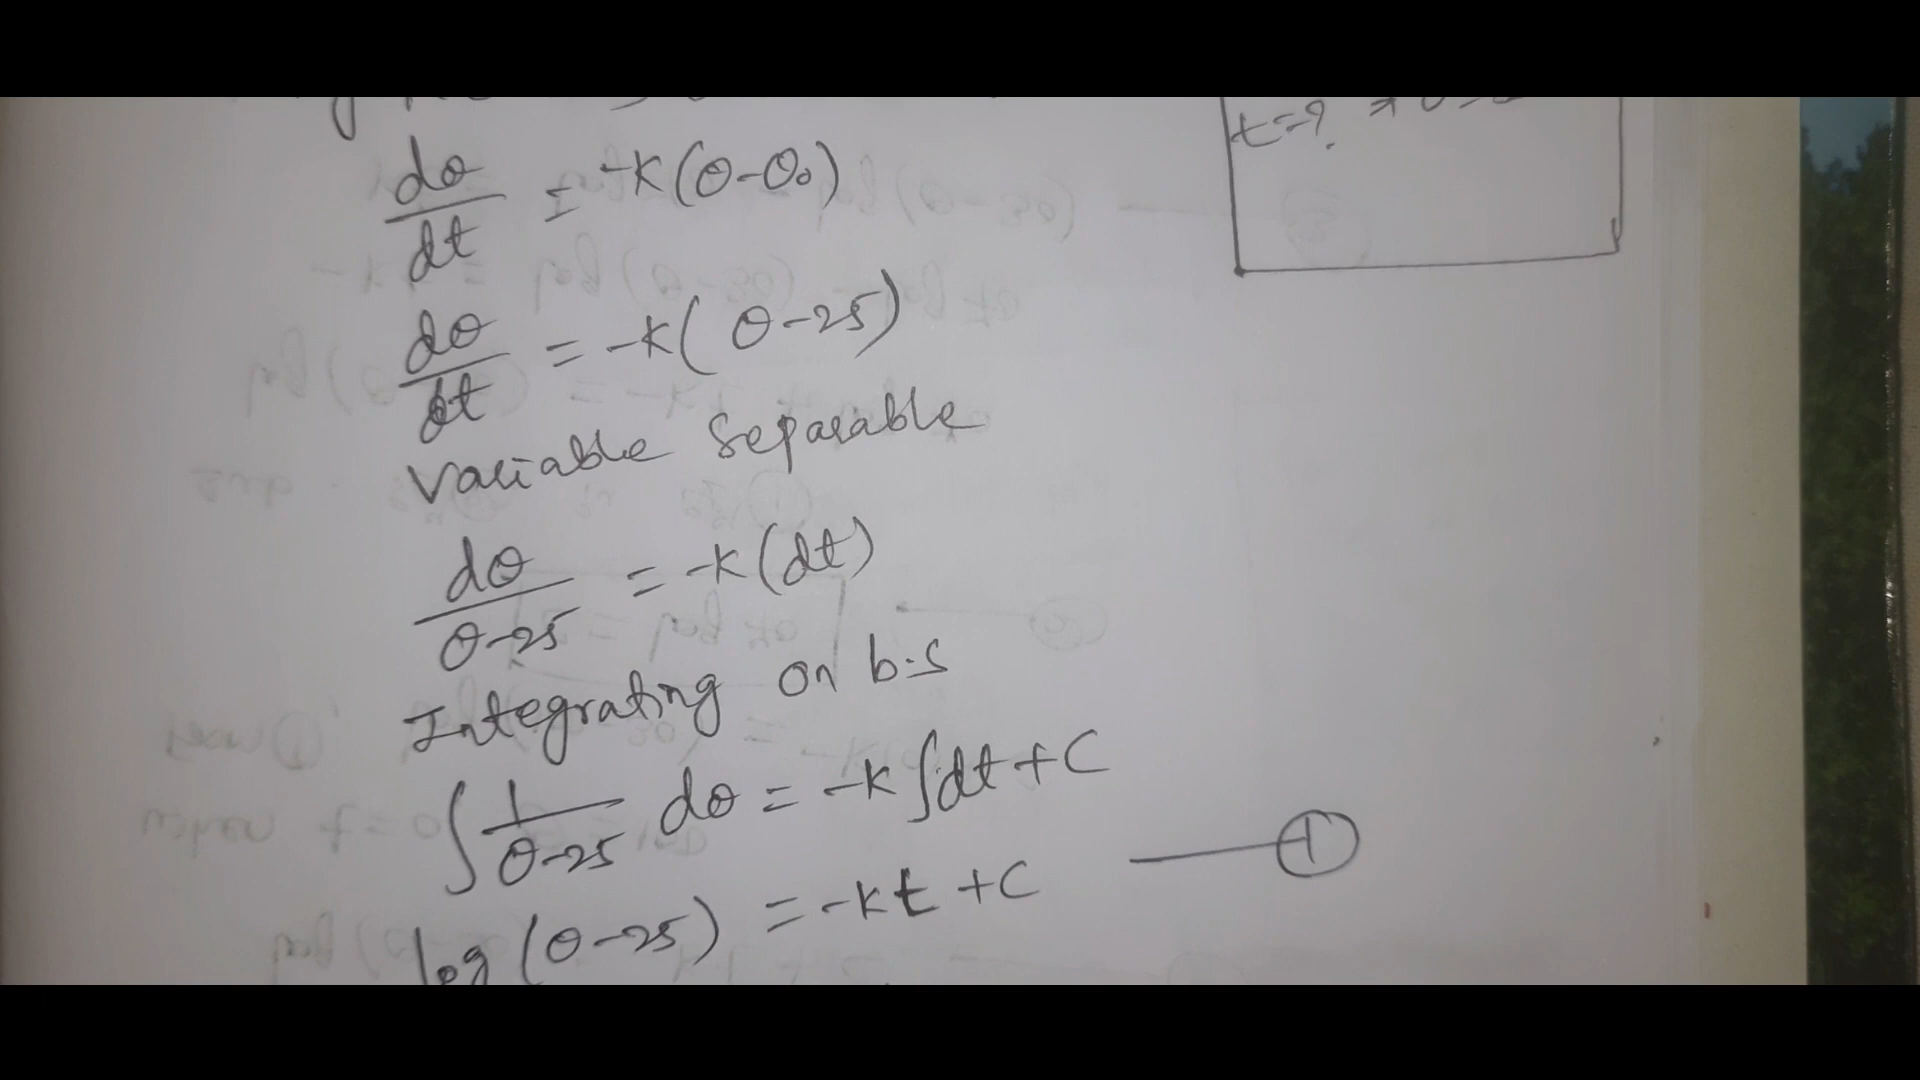 t=?
dθ/dt = -K(θ-θ₀)
dθ/dt = -K(θ-25)
Variable Separable
dθ/θ-25 = -K(dt)
Integrating on b.s
∫ 1/θ-25 dθ = -K ∫dt + C
log(θ-25) = -Kt + C ——— ①